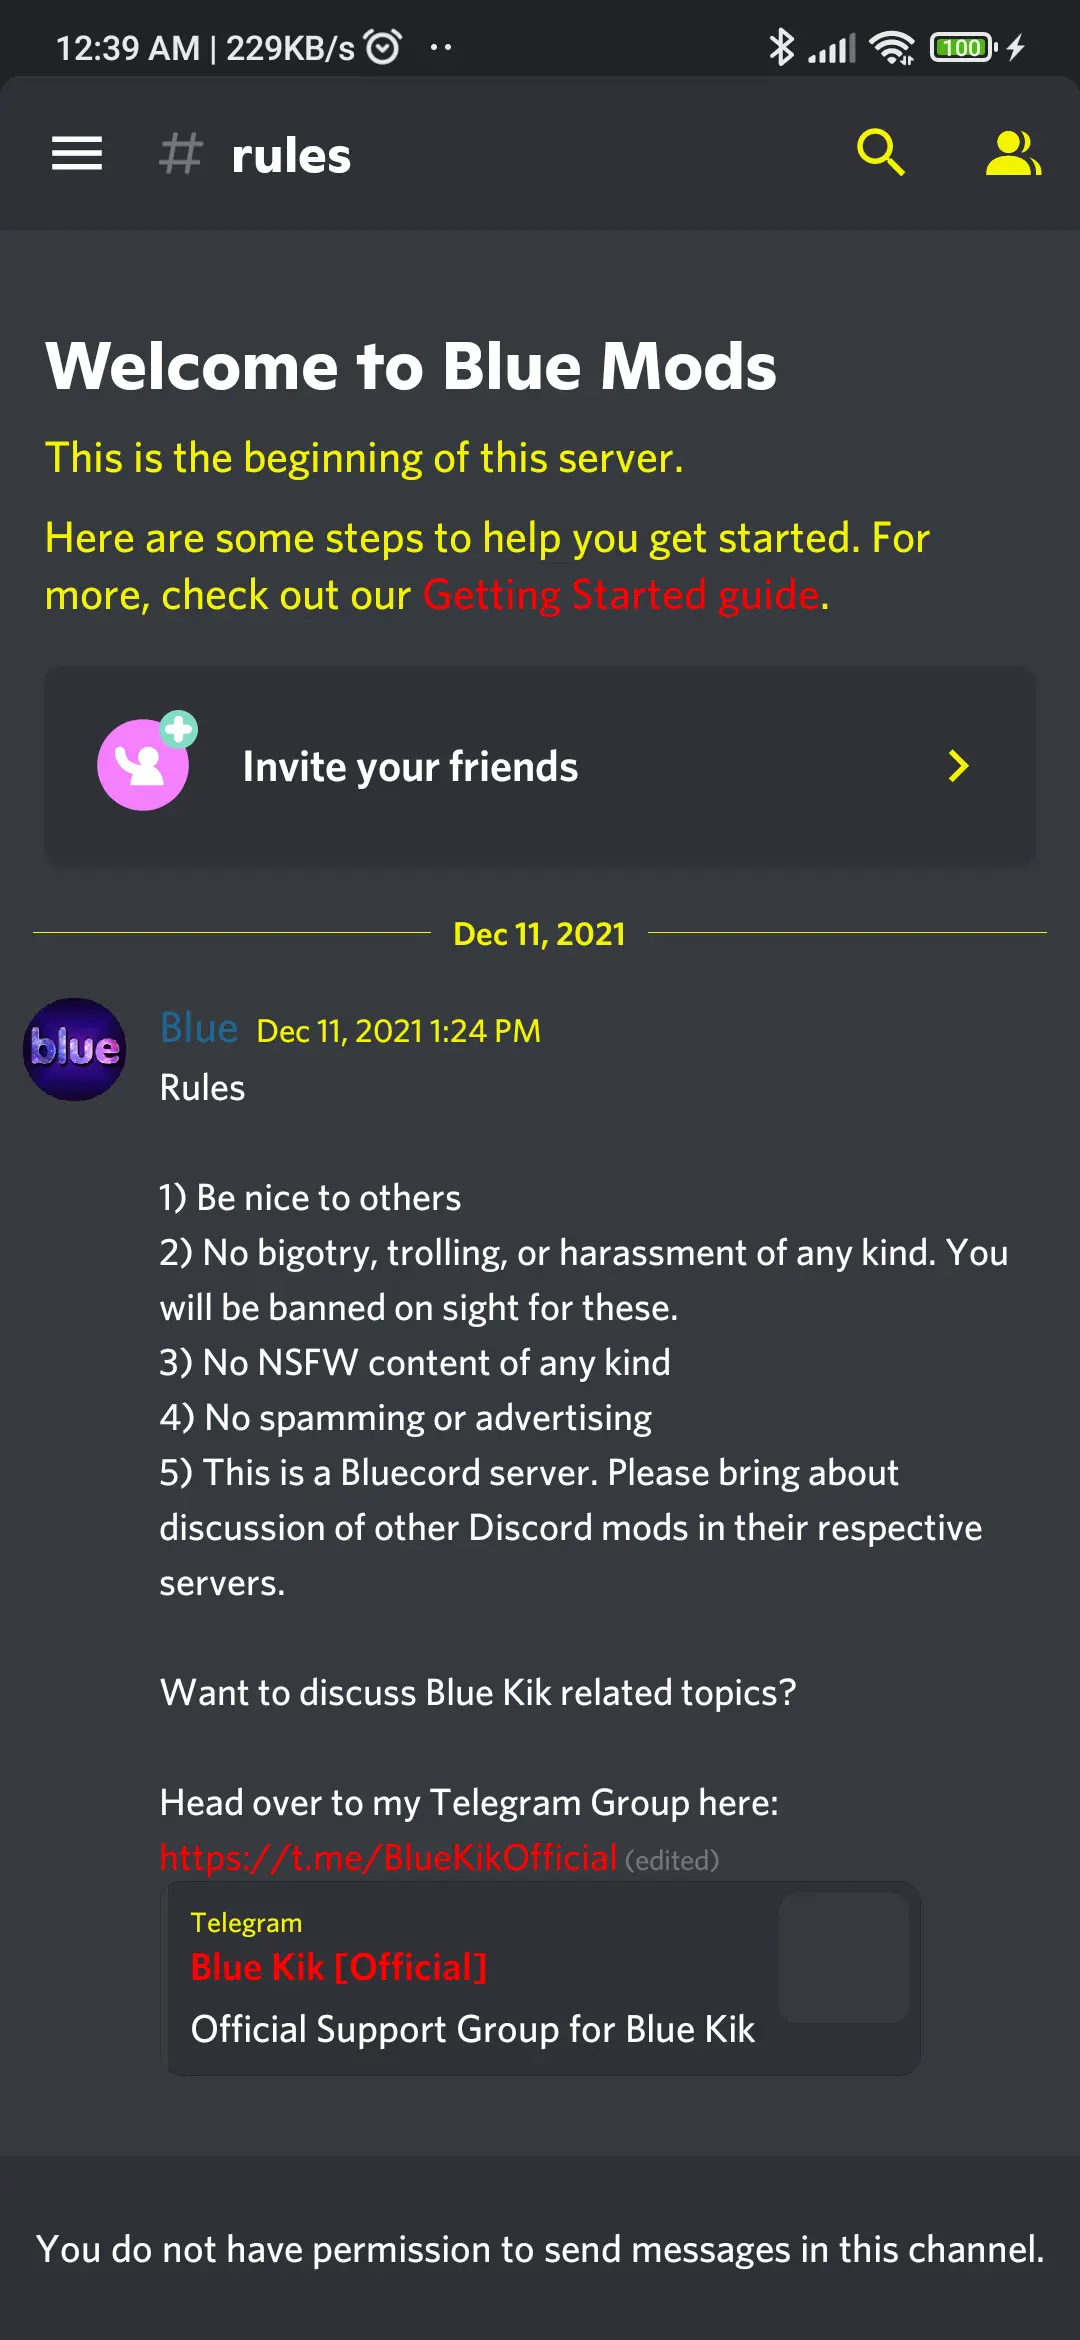 12:39 AM | 229KB/s
100
# rules
Welcome to Blue Mods
This is the beginning of this server.
Here are some steps to help you get started. For
more, check out our Getting Started guide.
Invite your friends
Dec 11, 2021
blue
Blue Dec 11, 2021 1:24 PM
Rules
1) Be nice to others
2) No bigotry, trolling, or harassment of any kind. You
will be banned on sight for these.
3) No NSFW content of any kind
4) No spamming or advertising
5) This is a Bluecord server. Please bring about
discussion of other Discord mods in their respective
servers.
Want to discuss Blue Kik related topics?
Head over to my Telegram Group here:
https://t.me/BlueKikOfficial (edited)
Telegram
Blue Kik [Official]
Official Support Group for Blue Kik
You do not have permission to send messages in this channel.